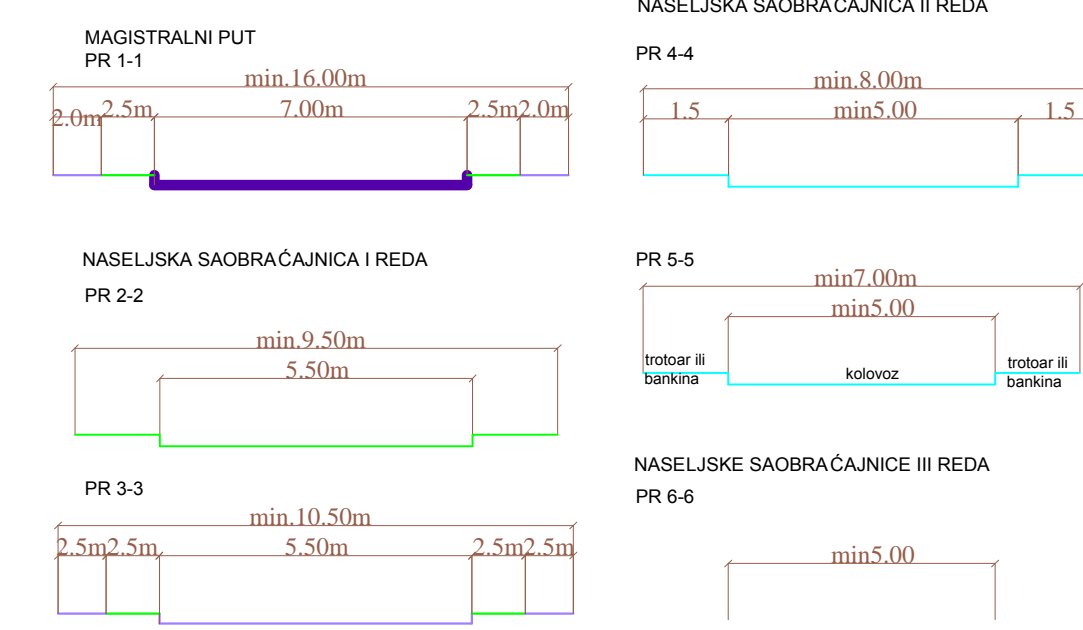 MAGISTRALNI PUT
PR 1-1
min.16.00m
2.0m 2.5m 7.00m 2.5m 2.0m
NASELJSKA SAOBRAĆAJNICA I REDA
PR 2-2
min.9.50m
5.50m
PR 3-3
min.10.50m
2.5m 2.5m 5.50m 2.5m 2.5m
NASELJSKA SAOBRAĆAJNICA II REDA
PR 4-4
min.8.00m
1.5 min5.00 1.5
PR 5-5
min7.00m
min5.00
trotoar ili
bankina
kolovoz
trotoar ili
bankina
NASELJSKE SAOBRAĆAJNICE III REDA
PR 6-6
min5.00